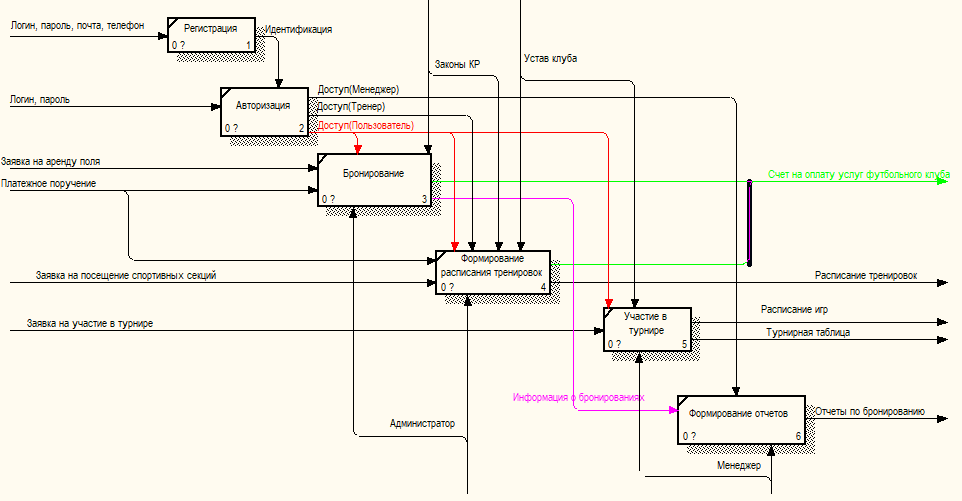 Логин, пароль, почта, телефон
Регистрация
0 ?
1
Идентификация
Законы КР
Устав клуба
Логин, пароль
Авторизация
0 ?
2
Доступ(Менеджер)
Доступ(Тренер)
Доступ(Пользователь)
Заявка на аренду поля
Платежное поручение
Бронирование
0 ?
3
Счет на оплату услуг футбольного клуба
Заявка на посещение спортивных секций
Формирование
расписания тренировок
0 ?
4
Расписание тренировок
Заявка на участие в турнире
Участие в
турнире
0 ?
5
Расписание игр
Турнирная таблица
Информация о бронированиях
Формирование отчетов
0 ?
6
Отчеты по бронированию
Администратор
Менеджер